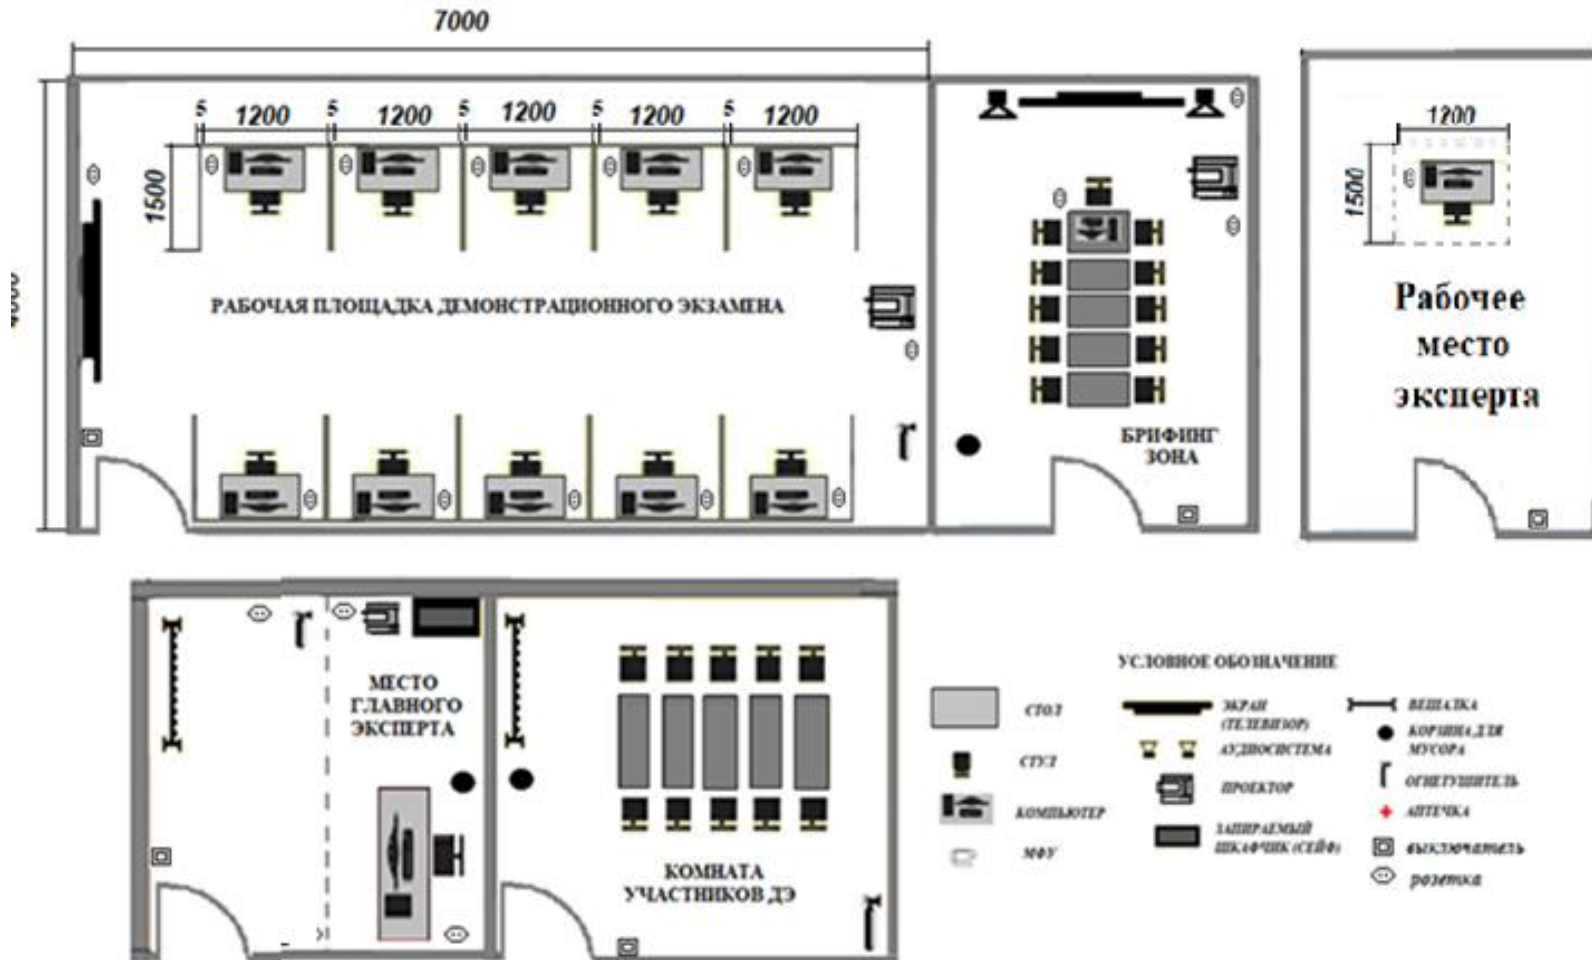 7000
5 1200 5 1200 5 1200 5 1200 5 1200
1500
РАБОЧАЯ ПЛОЩАДКА ДЕМОНСТРАЦИОННОГО ЭКЗАМЕНА
БРИФИНГ
ЗОНА
1200
1500
Рабочее
место
эксперта
МЕСТО
ГЛАВНОГО
ЭКСПЕРТА
КОМНАТА
УЧАСТНИКОВ ДЭ
УСЛОВНОЕ ОБОЗНАЧЕНИЕ
СТОЛ
СТУЛ
КОМПЬЮТЕР
МФУ
ЭКРАН
(ТЕЛЕВИЗОР)
АУДИОСИСТЕМА
ПРОЕКТОР
ЗАПИРАЕМЫЙ
ШКАФЧИК (СЕЙФ)
ВЕШАЛКА
КОРЗИНА ДЛЯ
МУСОРА
ОГНЕТУШИТЕЛЬ
АПТЕЧКА
выключатель
розетка